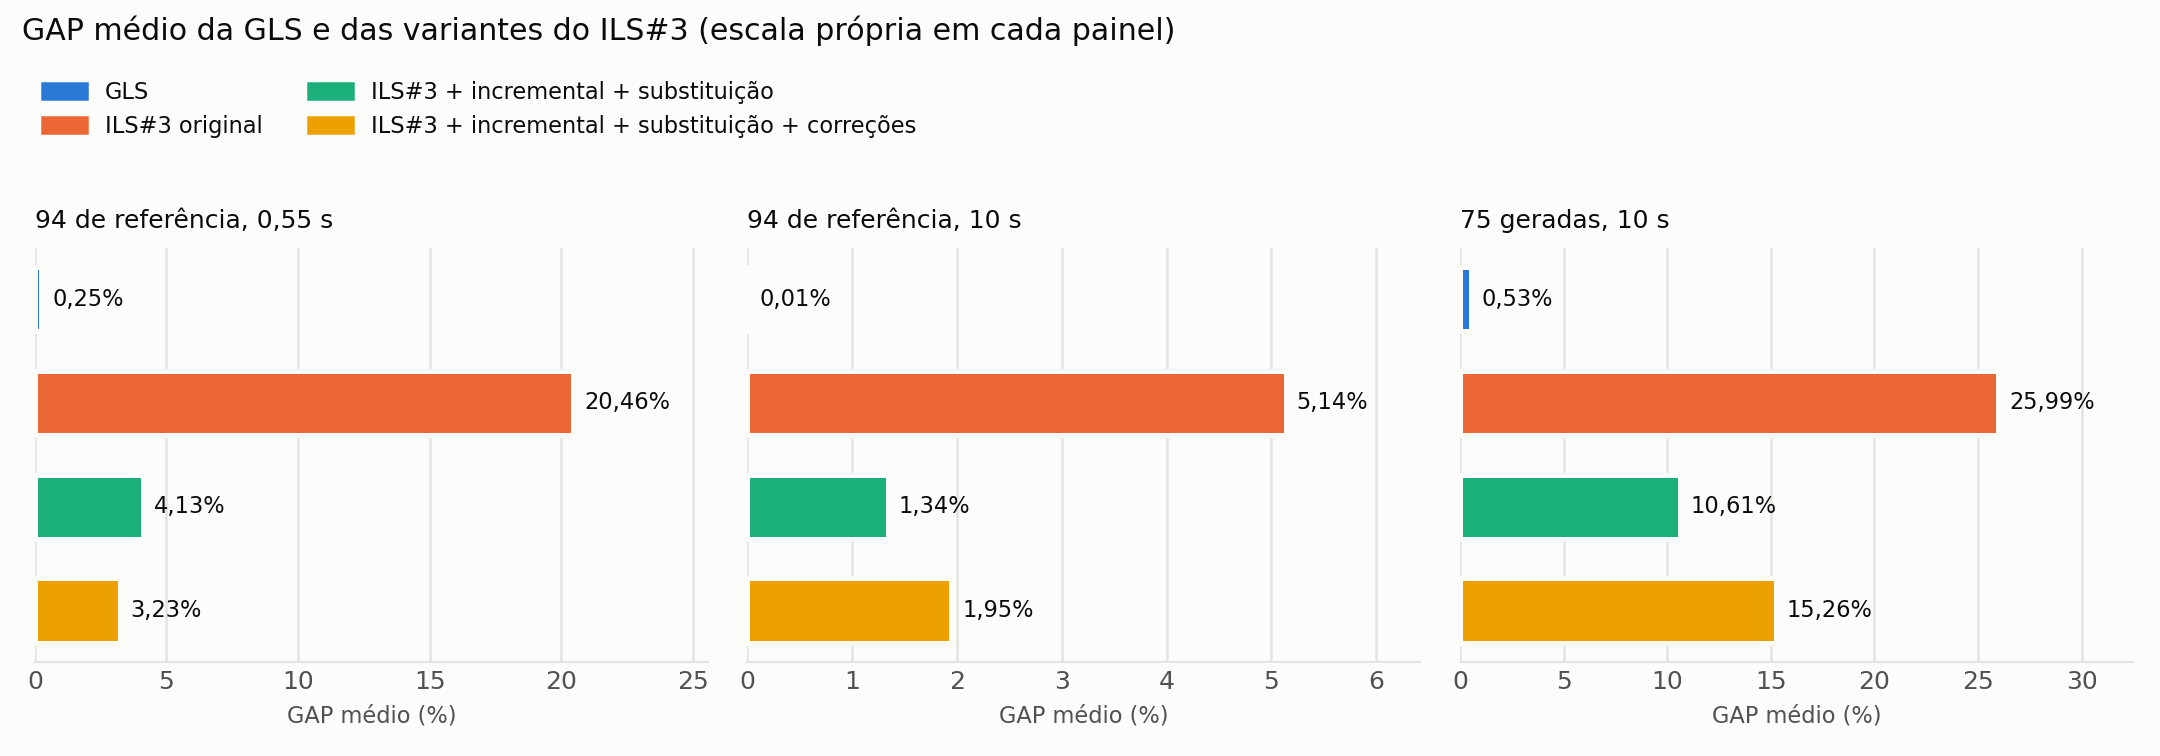 GAP médio da GLS e das variantes do ILS#3 (escala própria em cada painel)
GLS
ILS#3 original
ILS#3 + incremental + substituição
ILS#3 + incremental + substituição + correções
94 de referência, 0,55 s
0,25%
20,46%
4,13%
3,23%
0 5 10 15 20 25
GAP médio (%)
94 de referência, 10 s
0,01%
5,14%
1,34%
1,95%
0 1 2 3 4 5 6
GAP médio (%)
75 geradas, 10 s
0,53%
25,99%
10,61%
15,26%
0 5 10 15 20 25 30
GAP médio (%)